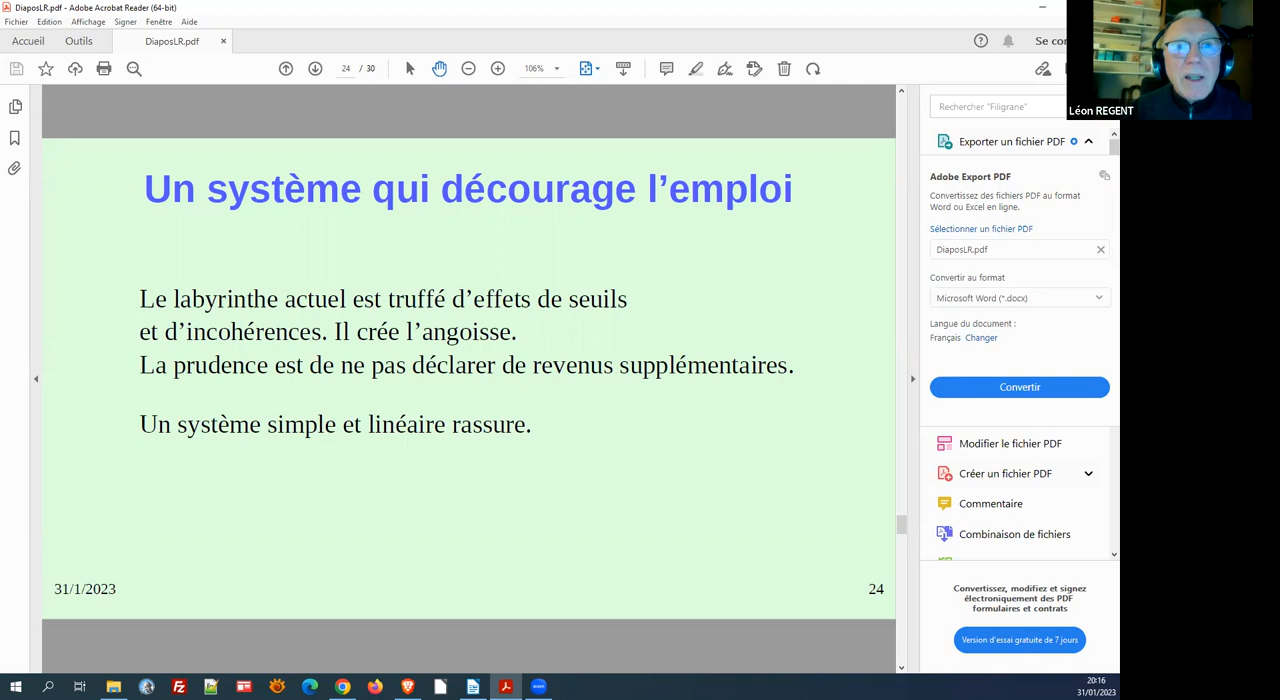 DiaposLR.pdf - Adobe Acrobat Reader (64-bit)
Fichier Edition Affichage Signer Fenêtre Aide
Accueil Outils DiaposLR.pdf × Se con
24 / 30 106%
Léon REGENT
Rechercher "Filigrane"
Exporter un fichier PDF
Adobe Export PDF
Convertissez des fichiers PDF au format
Word ou Excel en ligne.
Sélectionner un fichier PDF
DiaposLR.pdf
Convertir au format
Microsoft Word (*.docx)
Langue du document :
Français Changer
Convertir
Modifier le fichier PDF
Créer un fichier PDF
Commentaire
Combinaison de fichiers
Convertissez, modifiez et signez
électroniquement des PDF
formulaires et contrats
Version d'essai gratuite de 7 jours
Un système qui décourage l’emploi
Le labyrinthe actuel est truffé d’effets de seuils
et d’incohérences. Il crée l’angoisse.
La prudence est de ne pas déclarer de revenus supplémentaires.
Un système simple et linéaire rassure.
31/1/2023 24
20:16
31/01/2023